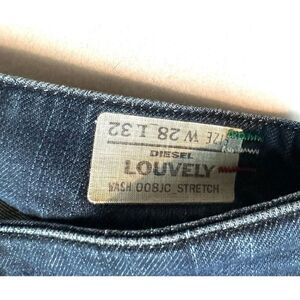 SIZE W 28 L 32
DIESEL
LOUVELY
WASH 008JC STRETCH